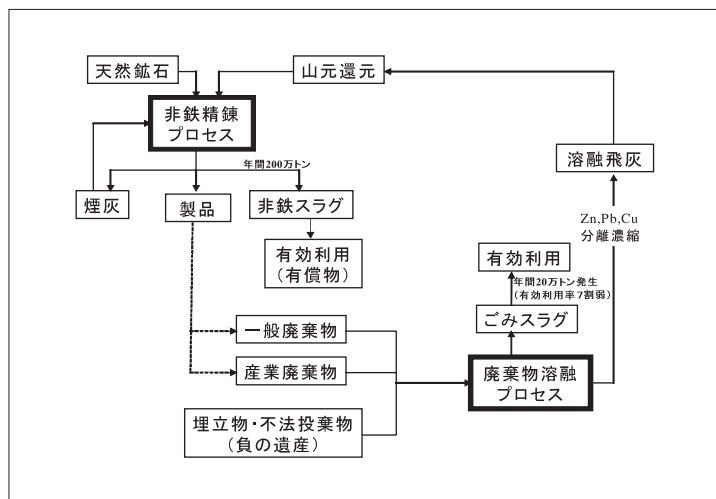 天然鉱石
山元還元
非鉄精錬
プロセス
年間200万トン
煙灰
製品
非鉄スラグ
溶融飛灰
有効利用
(有償物)
Zn,Pb,Cu
分離濃縮
有効利用
年間20万トン発生
(有効利用率7割弱)
ごみスラグ
一般廃棄物
産業廃棄物
廃棄物溶融
プロセス
埋立物・不法投棄物
(負の遺産)